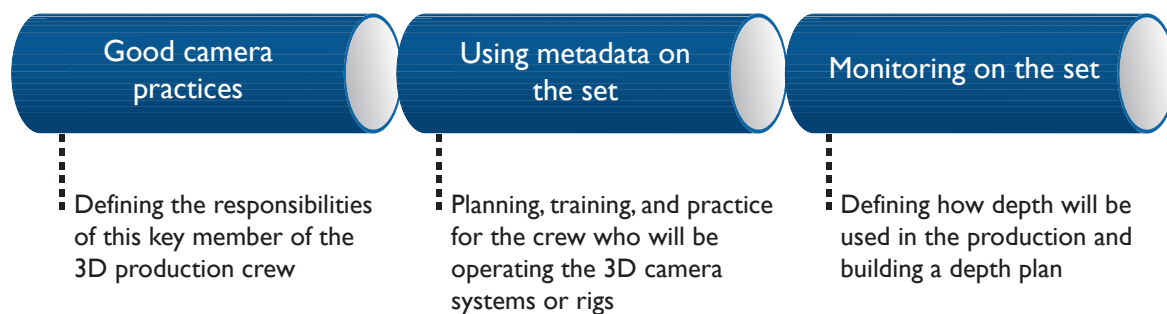 Good camera
practices
Using metadata on
the set
Monitoring on the set
Defining the responsibilities
of this key member of the
3D production crew
Planning, training, and practice
for the crew who will be
operating the 3D camera
systems or rigs
Defining how depth will be
used in the production and
building a depth plan